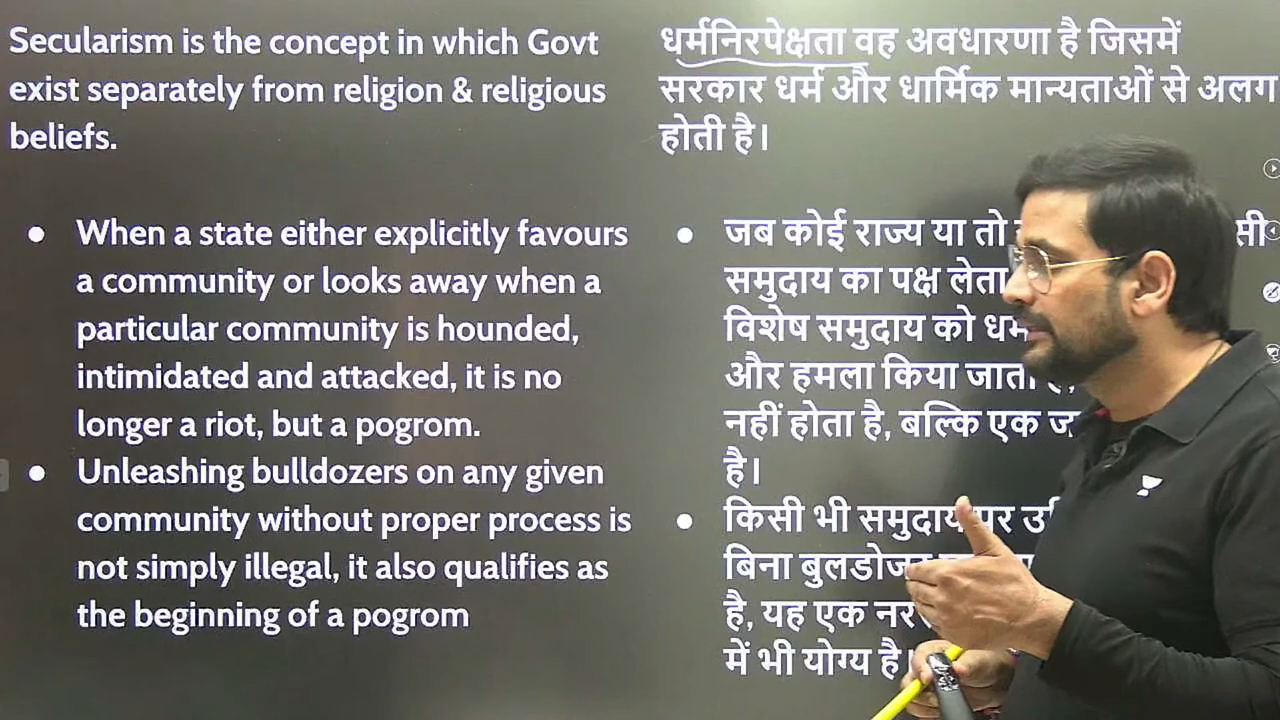 Secularism is the concept in which Govt
exist separately from religion & religious
beliefs.
● When a state either explicitly favours
a community or looks away when a
particular community is hounded,
intimidated and attacked, it is no
longer a riot, but a pogrom.
● Unleashing bulldozers on any given
community without proper process is
not simply illegal, it also qualifies as
the beginning of a pogrom
धर्मनिरपेक्षता वह अवधारणा है जिसमें
सरकार धर्म और धार्मिक मान्यताओं से अलग
होती है।
● जब कोई राज्य या तो
समुदाय का पक्ष लेता
विशेष समुदाय को
और हमला किया जाता है,
नहीं होता है, बल्कि एक
है।
● किसी भी समुदाय पर
बिना
है, यह एक
में भी योग्य है।